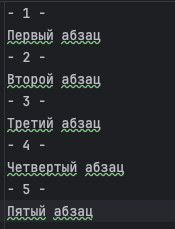 - 1 -
Первый абзац
- 2 -
Второй абзац
- 3 -
Третий абзац
- 4 -
Четвертый абзац
- 5 -
Пятый абзац